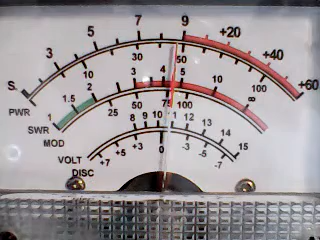 S. 3 5 7 9 +20 +40 +60
PWR 10 30 50 100
SWR 1 1.5 2 3 4 5 10 ∞
MOD 25 50 75 100
VOLT 8 9 10 11 12 13 14 15
DISC +7 +5 +3 0 -3 -5 -7